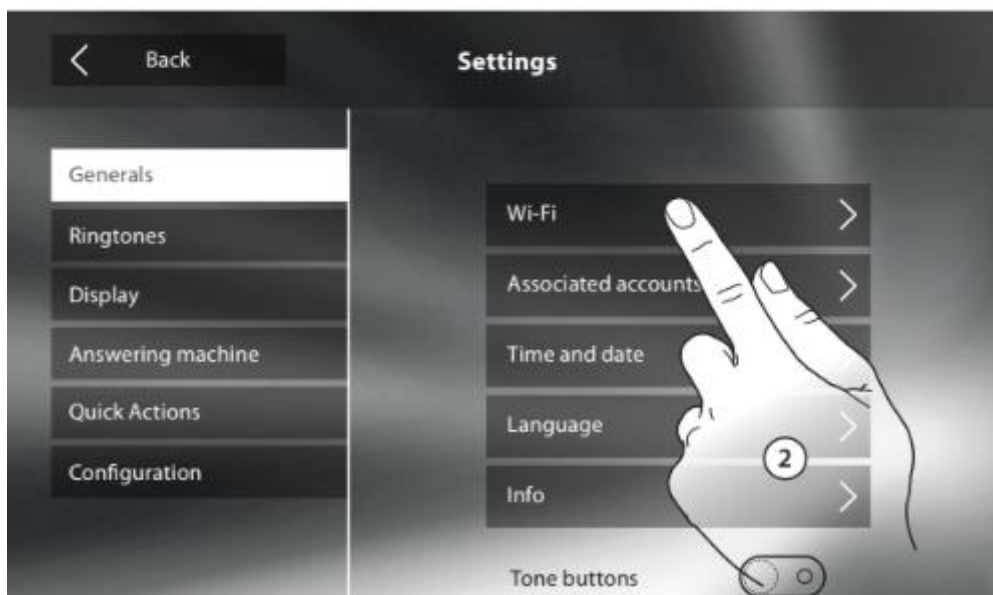 Back
Settings
Generals
Ringtones
Display
Answering machine
Quick Actions
Configuration
Wi-Fi
Associated accounts
Time and date
Language
Info
Tone buttons
2